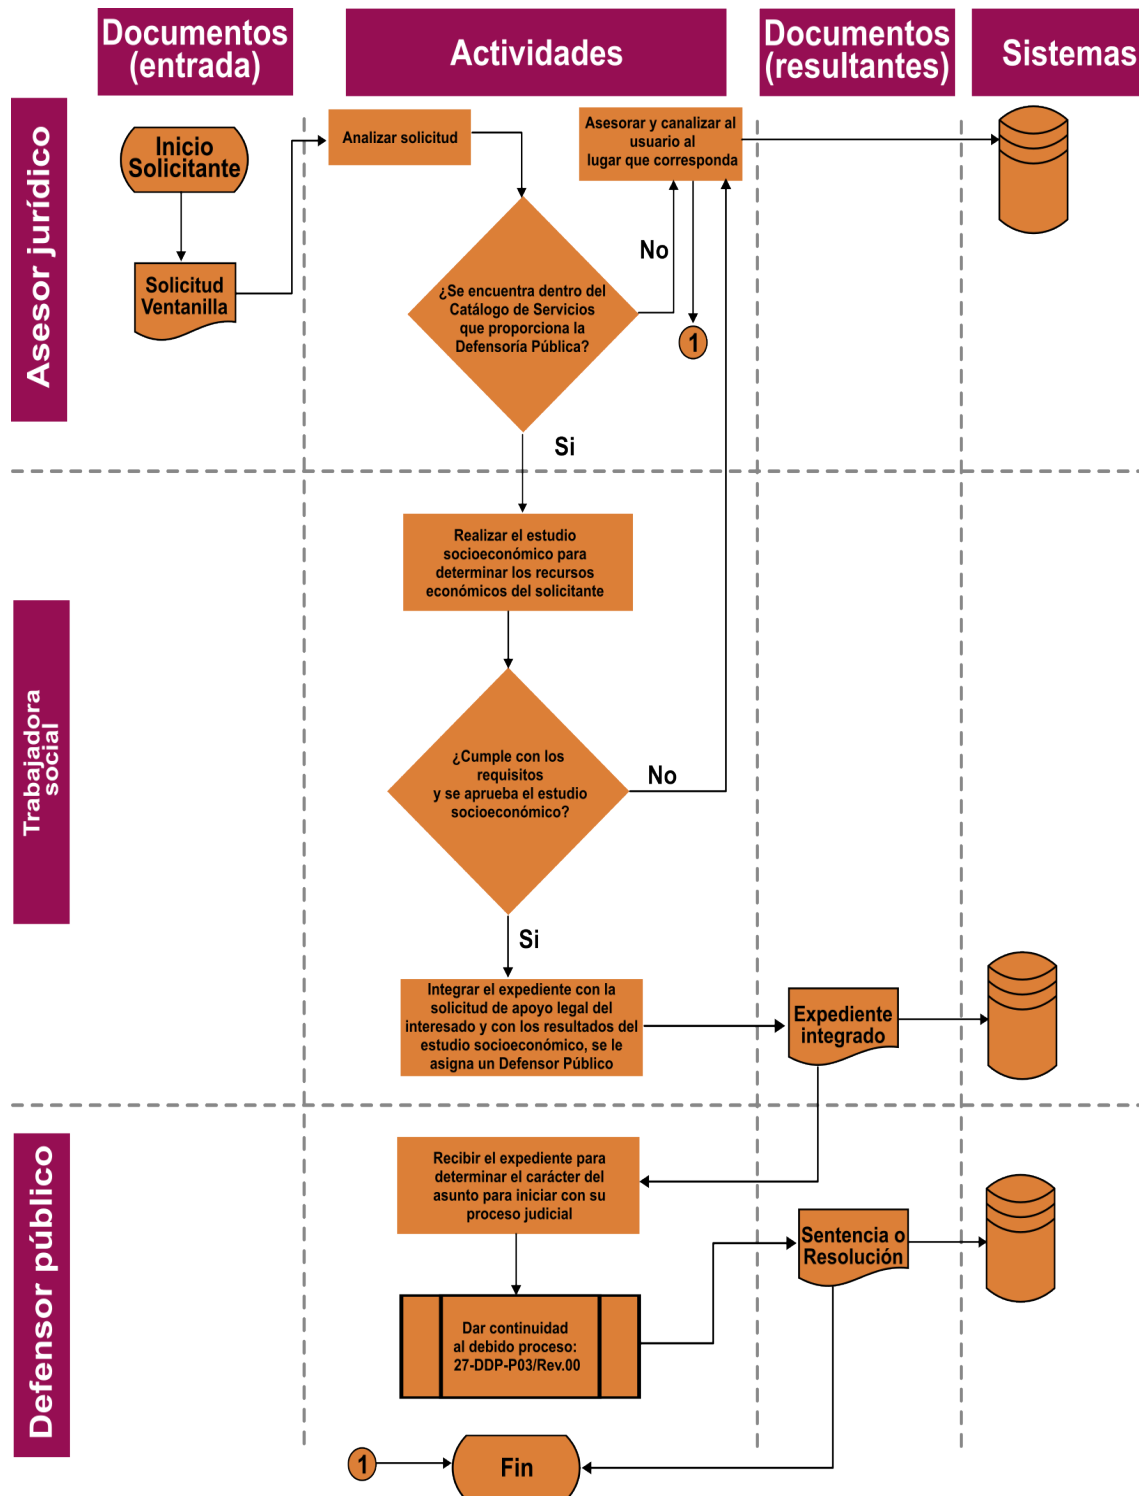 Documentos
(entrada)
Actividades
Documentos
(resultantes)
Sistemas
Asesor jurídico
Inicio
Solicitante
Solicitud
Ventanilla
Analizar solicitud
Asesorar y canalizar al
usuario al
lugar que corresponda
¿Se encuentra dentro del
Catálogo de Servicios
que proporciona la
Defensoría Pública?
No
1
Si
Trabajadora
social
Realizar el estudio
socioeconómico para
determinar los recursos
económicos del solicitante
¿Cumple con los
requisitos
y se aprueba el estudio
socioeconómico?
No
Si
Integrar el expediente con la
solicitud de apoyo legal del
interesado y con los resultados del
estudio socioeconómico, se le
asigna un Defensor Público
Expediente
integrado
Defensor público
Recibir el expediente para
determinar el carácter del
asunto para iniciar con su
proceso judicial
Dar continuidad
al debido proceso:
27-DDP-P03/Rev.00
Sentencia o
Resolución
1
Fin